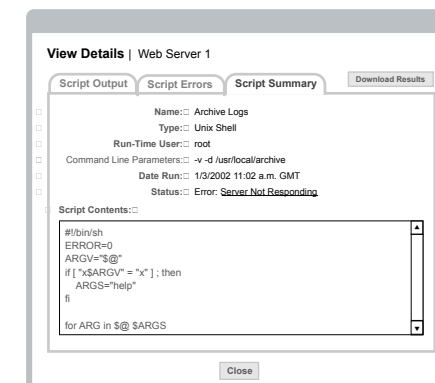 View Details | Web Server 1
Script Output Script Errors Script Summary Download Results
Name: Archive Logs
Type: Unix Shell
Run-Time User: root
Command Line Parameters: -v -d /usr/local/archive
Date Run: 1/3/2002 11:02 a.m. GMT
Status: Error: Server Not Responding
Script Contents:
#!/bin/sh
ERROR=0
ARGV="$@"
if [ "x$ARGV" = "x" ] ; then
ARGS="help"
fi
for ARG in $@ $ARGS
Close